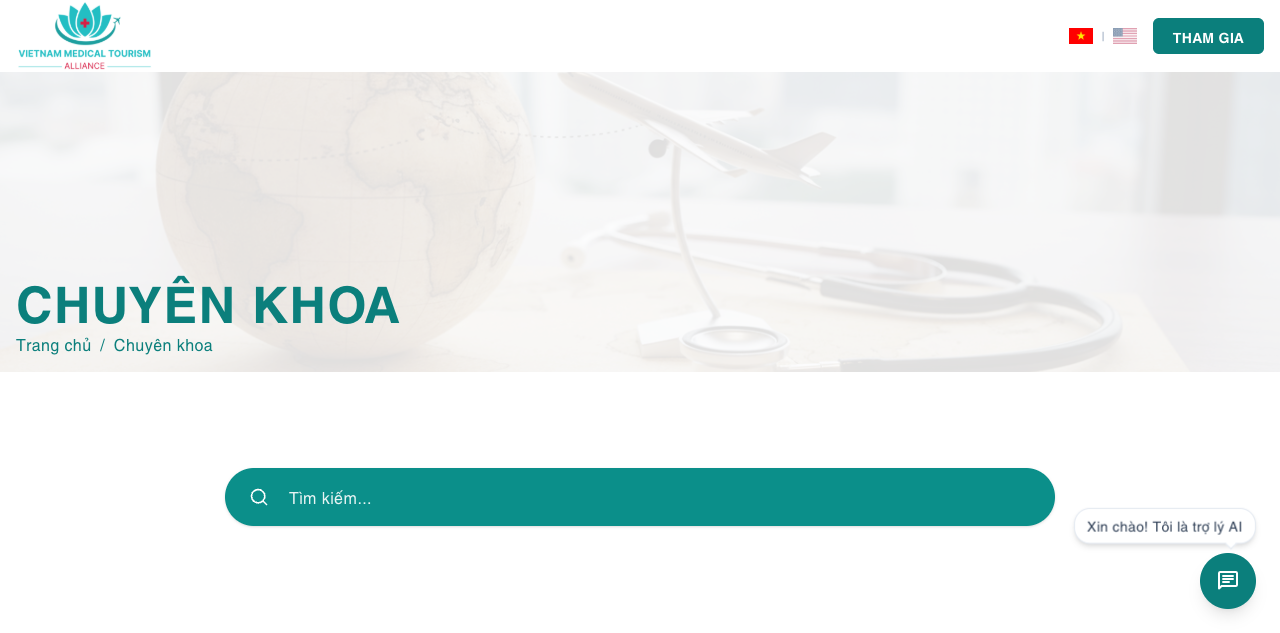 VIETNAM MEDICAL TOURISM
ALLIANCE
THAM GIA
CHUYÊN KHOA
Trang chủ / Chuyên khoa
Tìm kiếm...
Xin chào! Tôi là trợ lý AI